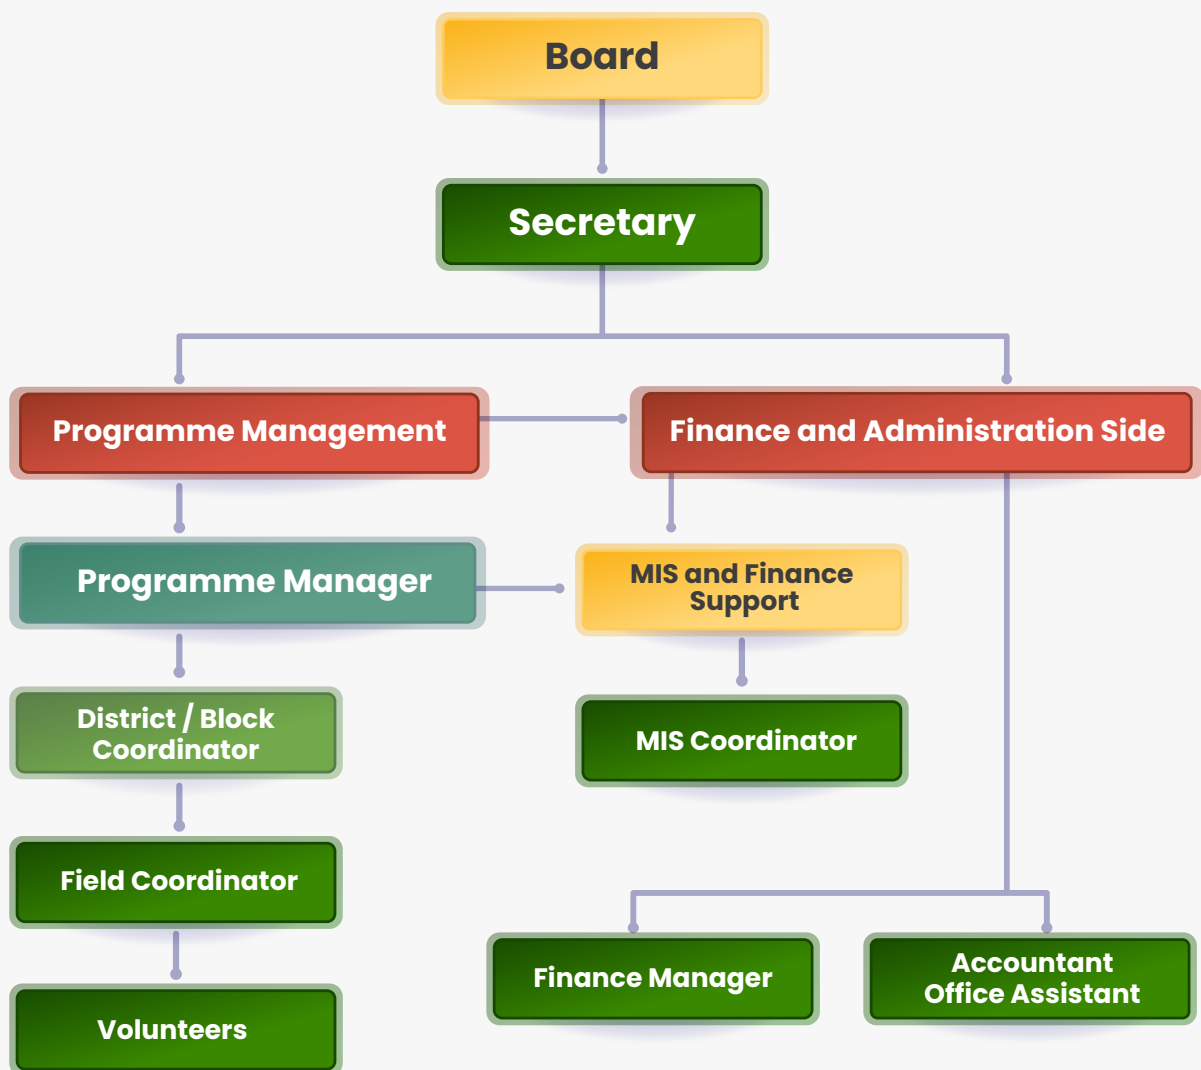 Board
Secretary
Programme Management
Finance and Administration Side
Programme Manager
MIS and Finance
Support
District / Block
Coordinator
MIS Coordinator
Field Coordinator
Finance Manager
Accountant
Office Assistant
Volunteers